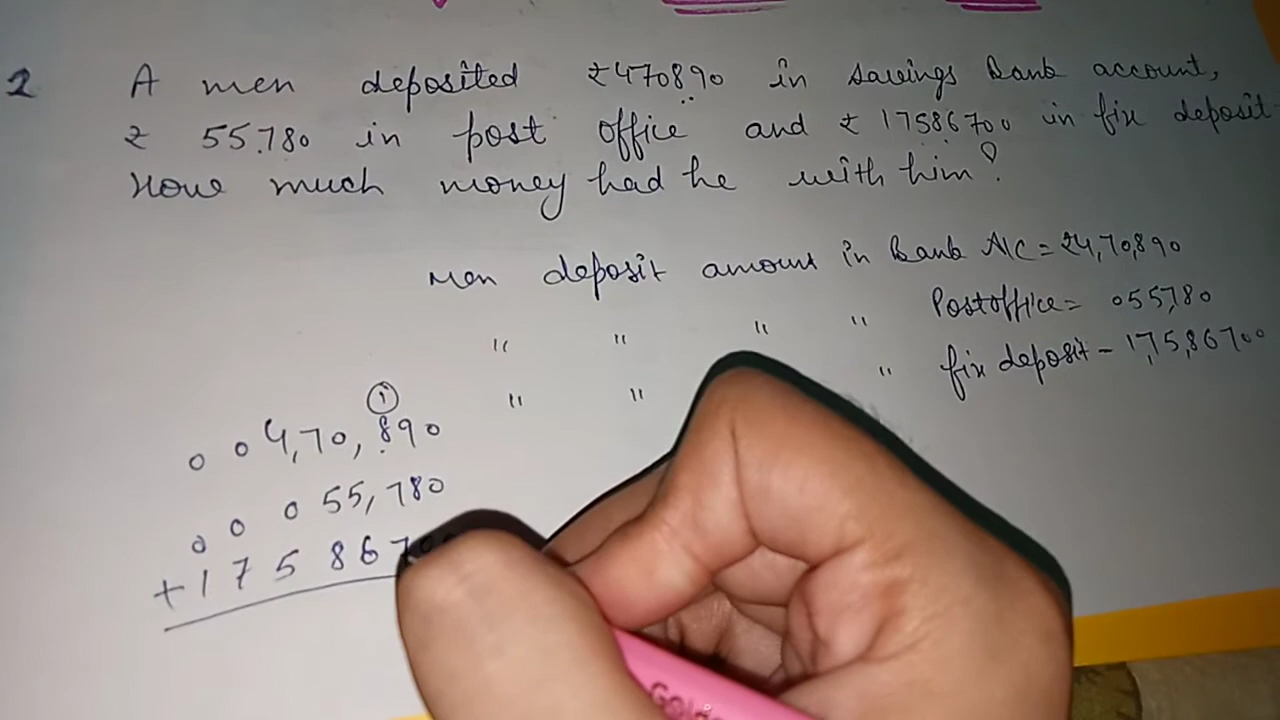 2 A men deposited ₹470890 in savings Bank account,
₹ 55.780 in post office and ₹ 17586700 in fix deposit
How much money had he with him?
Men deposit amount in Bank A/C = ₹4,70,890
" " " " Postoffice = 055,780
" " " fix deposit - 1,75,86700
1
0 0 4,70,890
0 0 0 55,780
+ 1 7 5 8 6 7